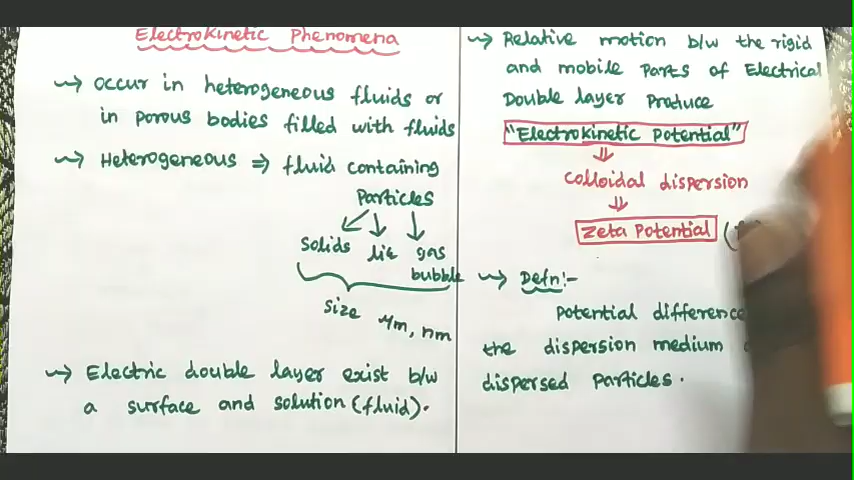 Electrokinetic Phenomena
⇝ Occur in heterogeneous fluids or
in porous bodies filled with fluids
⇝ Heterogeneous ⇒ fluid containing
Particles
Solids liq gas
bubble
size μm, nm
⇝ Electric double layer exist b/w
a surface and solution (fluid).
⇝ Relative motion b/w the rigid
and mobile parts of Electrical
Double layer Produce
"Electrokinetic Potential"
⇓
colloidal dispersion
⇓
Zeta Potential (
⇝ Defn:-
Potential difference
the dispersion medium
dispersed particles.